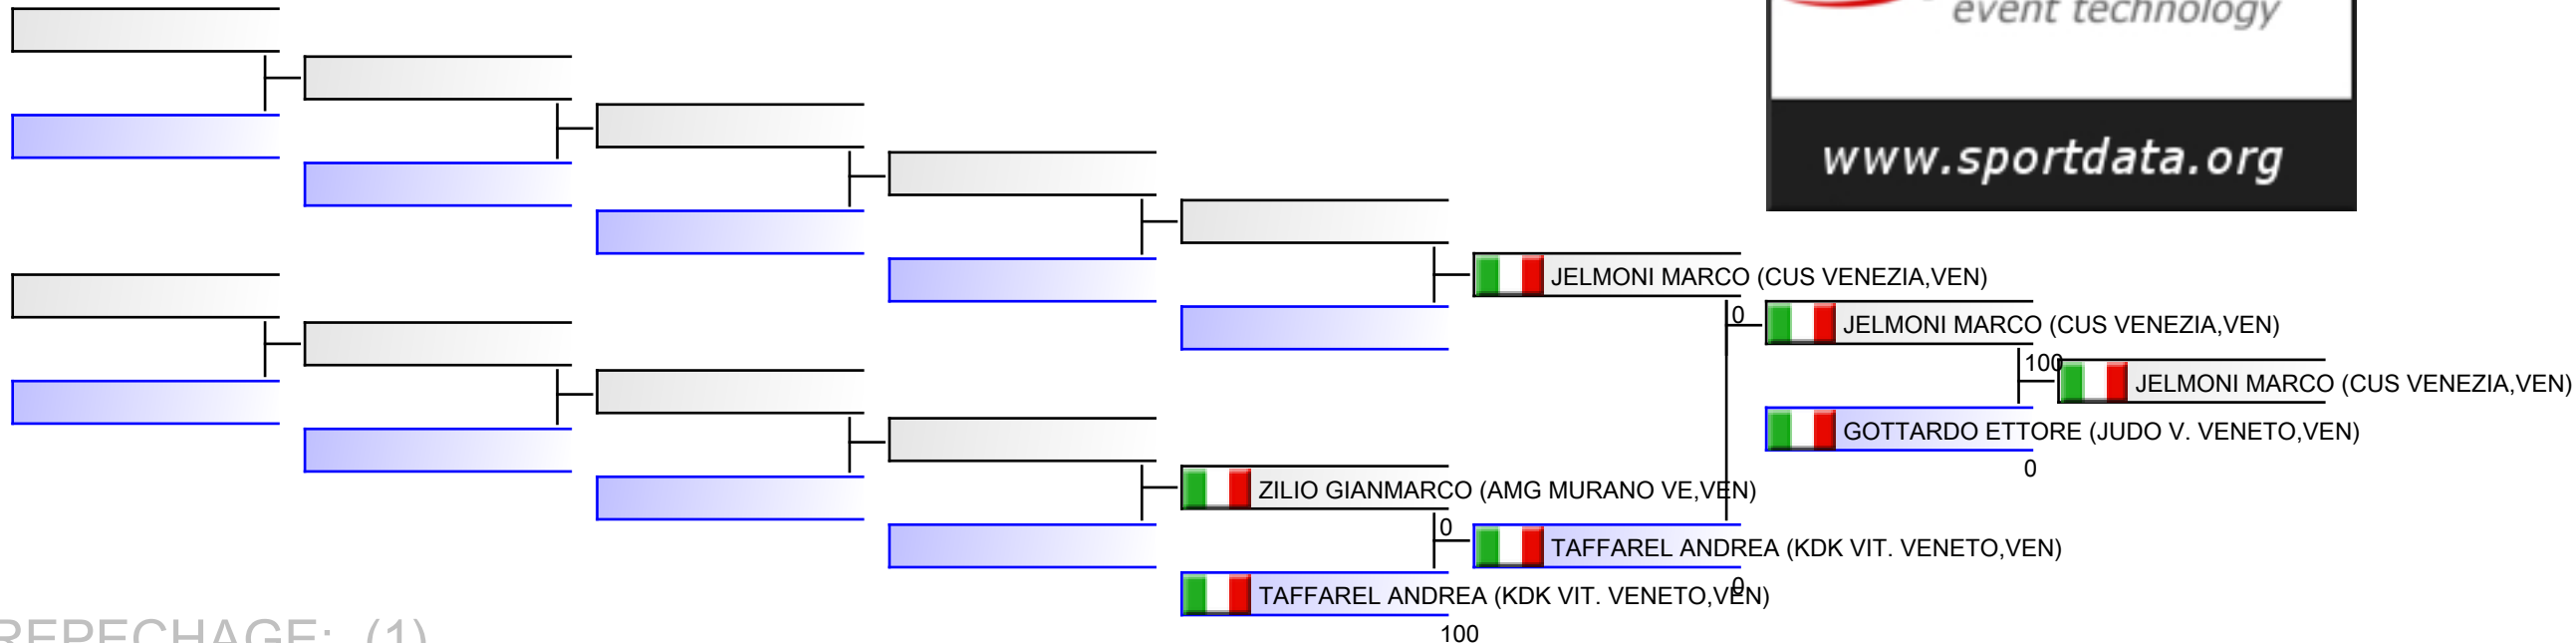 event technology
www.sportdata.org
JELMONI MARCO (CUS VENEZIA,VEN)
0
JELMONI MARCO (CUS VENEZIA,VEN)
100
JELMONI MARCO (CUS VENEZIA,VEN)
GOTTARDO ETTORE (JUDO V. VENETO,VEN)
0
ZILIO GIANMARCO (AMG MURANO VE,VEN)
0
TAFFAREL ANDREA (KDK VIT. VENETO,VEN)
0
TAFFAREL ANDREA (KDK VIT. VENETO,VEN)
100
REPECHAGE: (1)